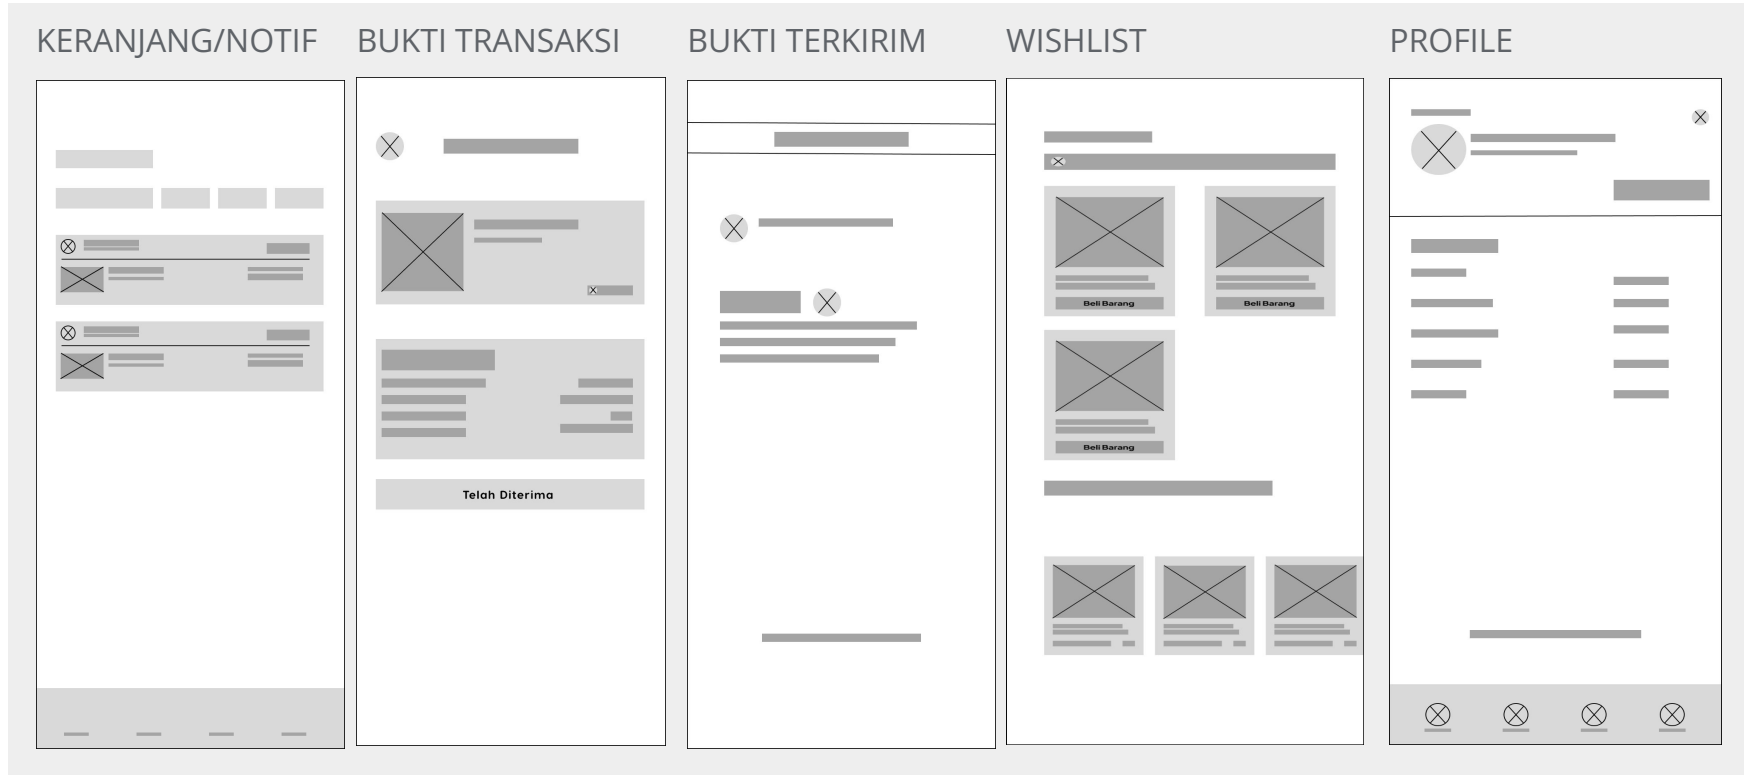 KERANJANG/NOTIF
BUKTI TRANSAKSI
BUKTI TERKIRIM
WISHLIST
PROFILE
Telah Diterima
Beli Barang
Beli Barang
Beli Barang